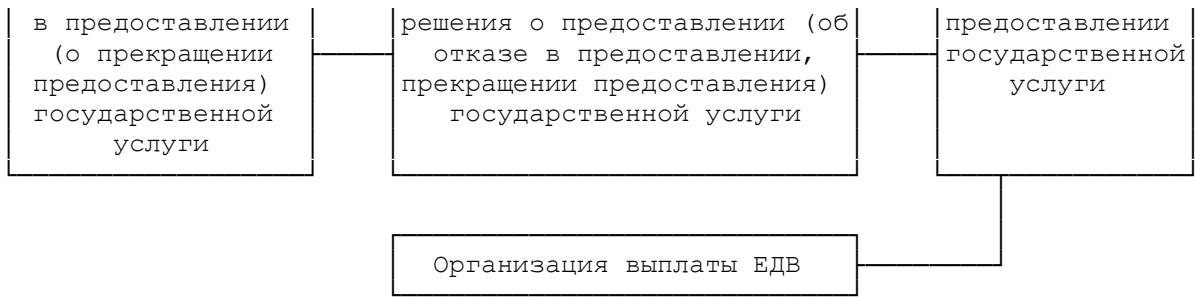 в предоставлении
(о прекращении
предоставления)
государственной
услуги
решения о предоставлении (об
отказе в предоставлении,
прекращении предоставления)
государственной услуги
предоставлении
государственной
услуги
Организация выплаты ЕДВ